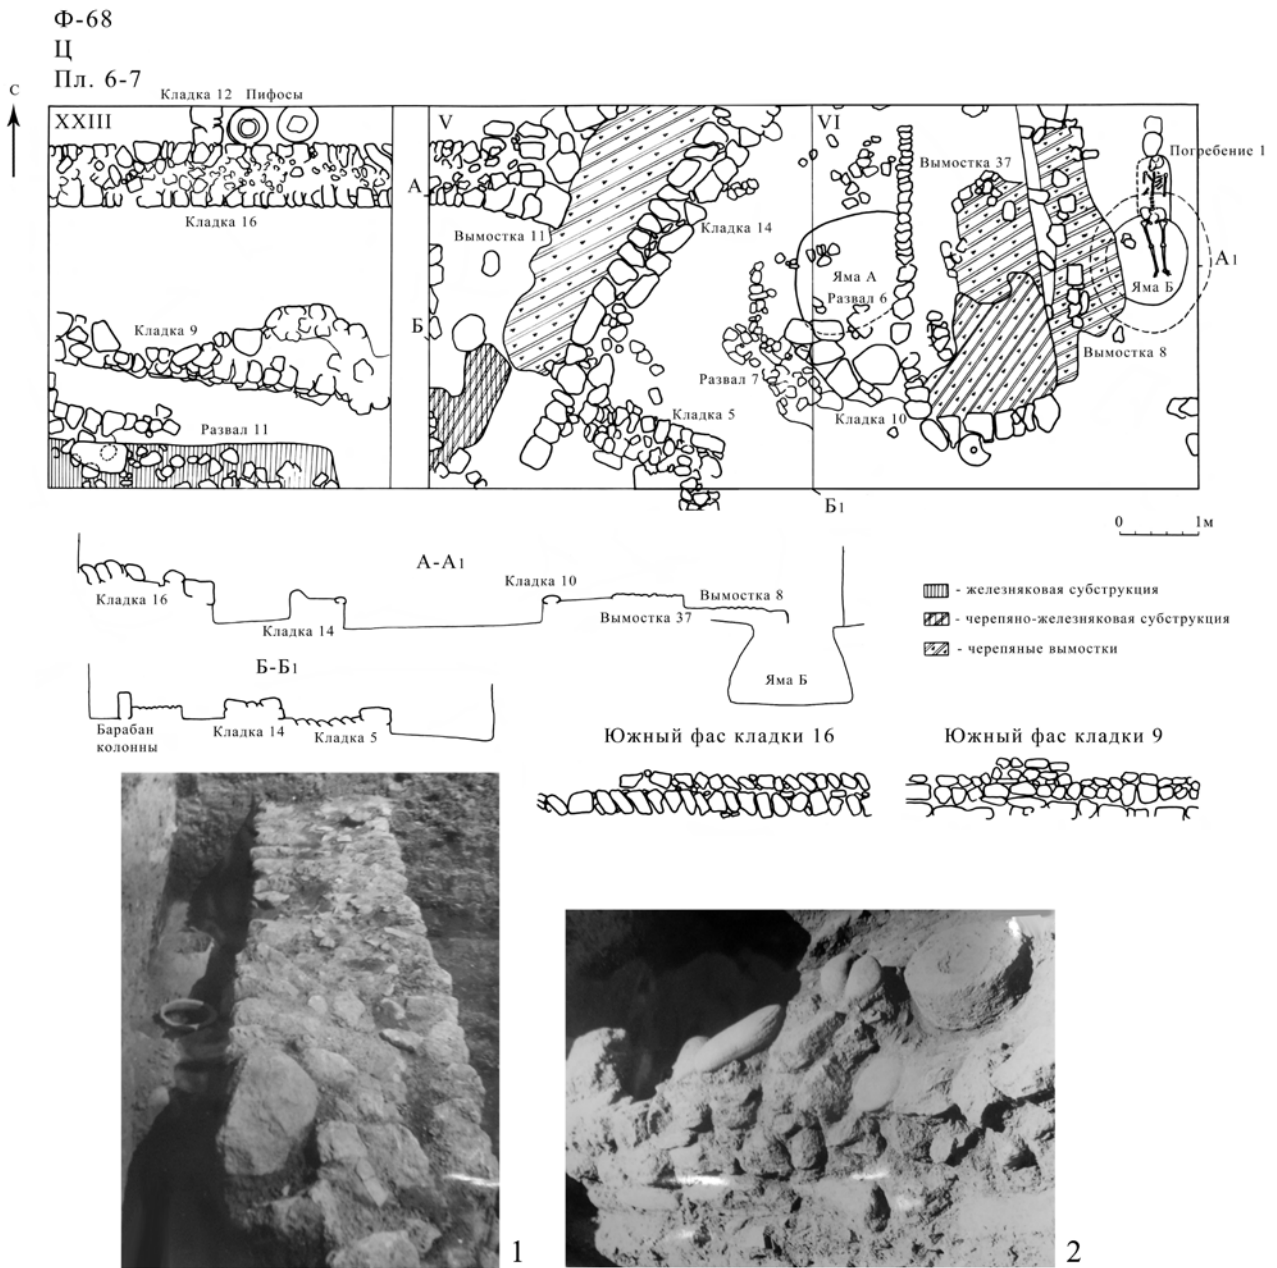 Ф-68
Ц
Пл. 6-7
С
Кладка 12 Пифосы
XXIII
V
VI
Погребение 1
Вымостка 37
А
Кладка 16
Вымостка 11
Кладка 14
Яма А
А1
Яма Б
Развал 6
Б
Кладка 9
Вымостка 8
Развал 7
Кладка 5
Кладка 10
Развал 11
Б1
0 1м
А-А1
Кладка 16
Кладка 14
Кладка 10
Вымостка 37
Вымостка 8
Яма Б
- железняковая субструкция
- черепяно-железняковая субструкция
- черепяные вымостки
Б-Б1
Барабан
колонны
Кладка 14
Кладка 5
Южный фас кладки 16
Южный фас кладки 9
1
2